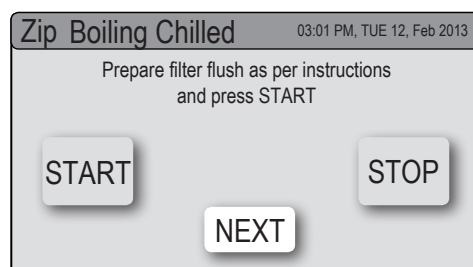 Zip Boiling Chilled 03:01 PM, TUE 12, Feb 2013
Prepare filter flush as per instructions
and press START
START STOP
NEXT